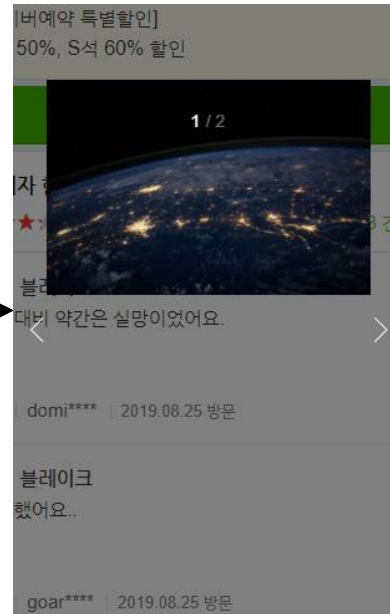 버예약 특별할인]
50%, S석 60% 할인
1 / 2
자
대비 약간은 실망이었어요.
domi**** 2019.08.25 방문
블레이크
했어요..
goar**** 2019.08.25 방문